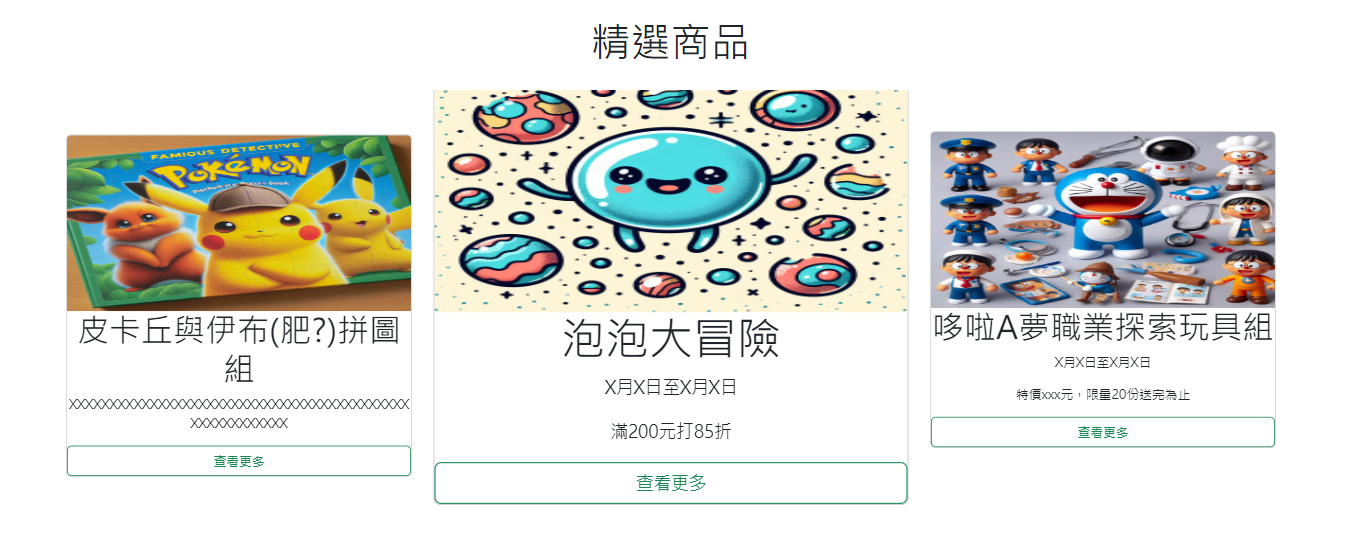 精選商品
FAMIOUS DETECTIVE
POKéMON
皮卡丘與伊布(肥?)拼圖
組
XXXXXXXXXXXXXXXXXXXXXXXXXXXXXXXXXXXXXXXXX
XXXXXXXXXXXX
查看更多
泡泡大冒險
X月X日至X月X日
滿200元打85折
查看更多
哆啦A夢職業探索玩具組
X月X日至X月X日
特價xxx元，限量20份送完為止
查看更多